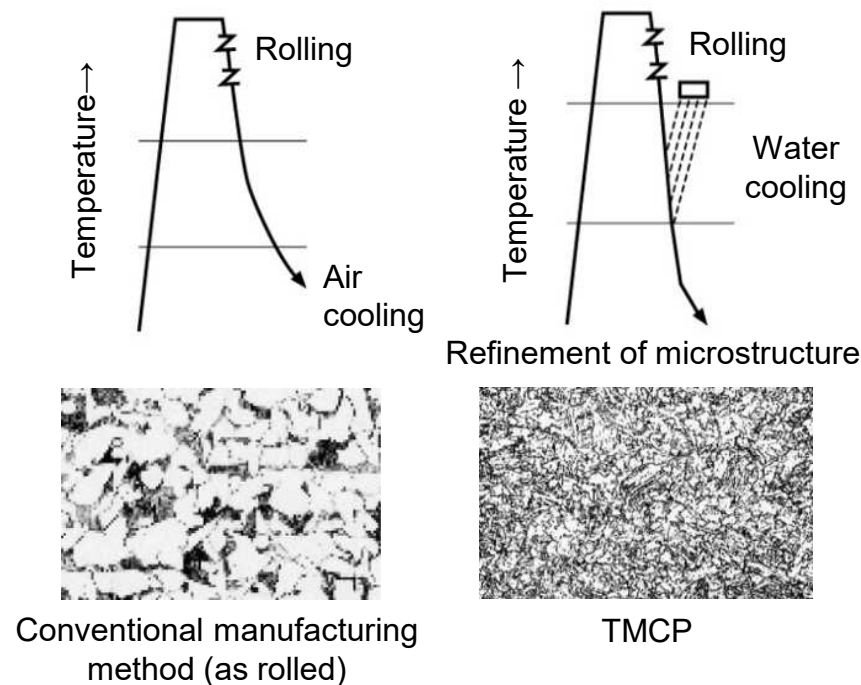 Rolling
Temperature→
Air
cooling
Rolling
Temperature →
Water
cooling
Refinement of microstructure
Conventional manufacturing
method (as rolled)
TMCP